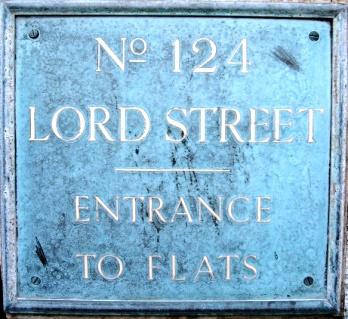 Nº 124
LORD STREET
ENTRANCE
TO FLATS